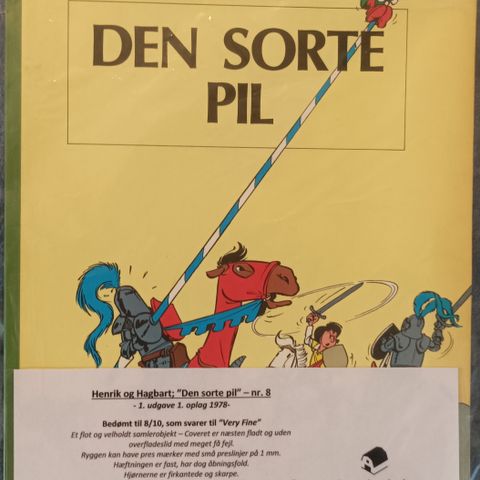 DEN SORTE
PIL
Henrik og Hagbart; "Den sorte pil" – nr. 8
- 1. udgave 1. oplag 1978-
Bedømt til 8/10, som svarer til "Very Fine"
Et flot og velholdt samlerobjekt – Coveret er næsten fladt og uden
overfladeslid med meget få fejl.
Ryggen kan have pres mærker med små preslinjer på 1 mm.
Hæftningen er fast, har dog åbningsfold.
Hjørnerne er firkantede og skarpe.